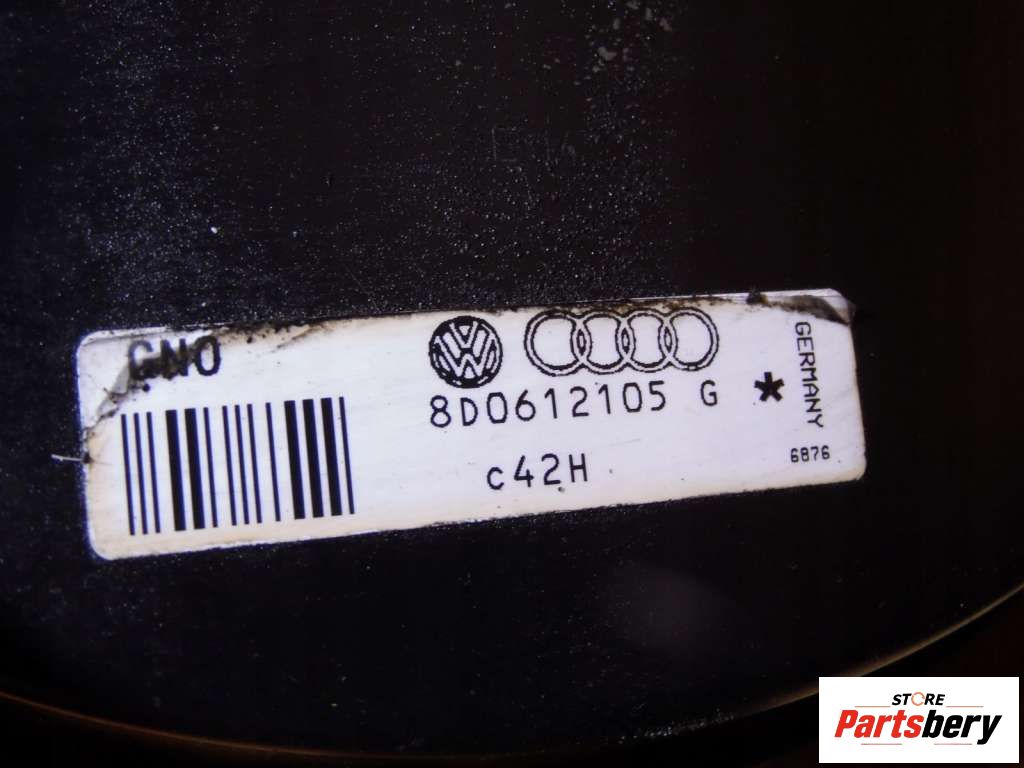 GNO
8D0612105 G *
c42H
GERMANY
6876
STORE
Partsbery